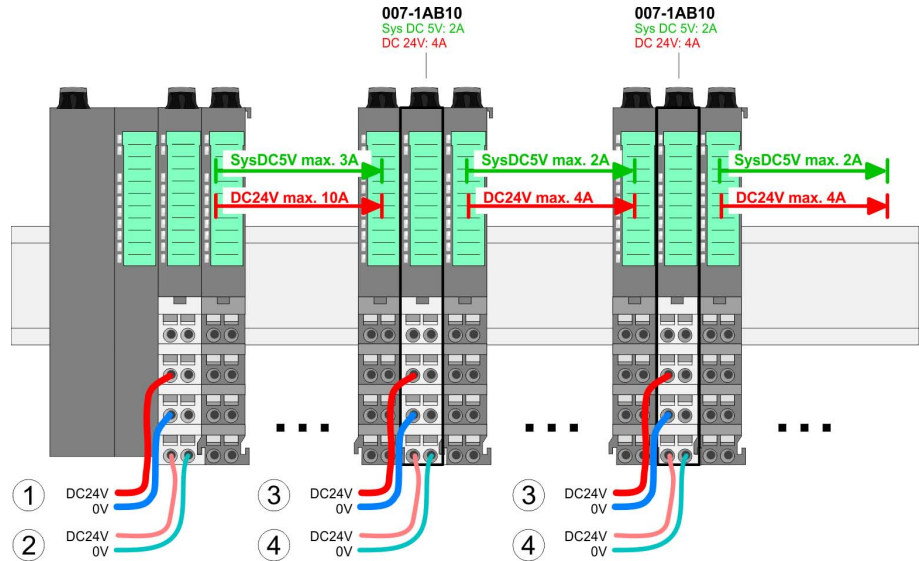 007-1AB10
Sys DC 5V: 2A
DC 24V: 4A
007-1AB10
Sys DC 5V: 2A
DC 24V: 4A
SysDC5V max. 3A
SysDC5V max. 2A
SysDC5V max. 2A
DC24V max. 10A
DC24V max. 4A
DC24V max. 4A
1 DC24V
0V
2 DC24V
0V
3 DC24V
0V
4 DC24V
0V
3 DC24V
0V
4 DC24V
0V